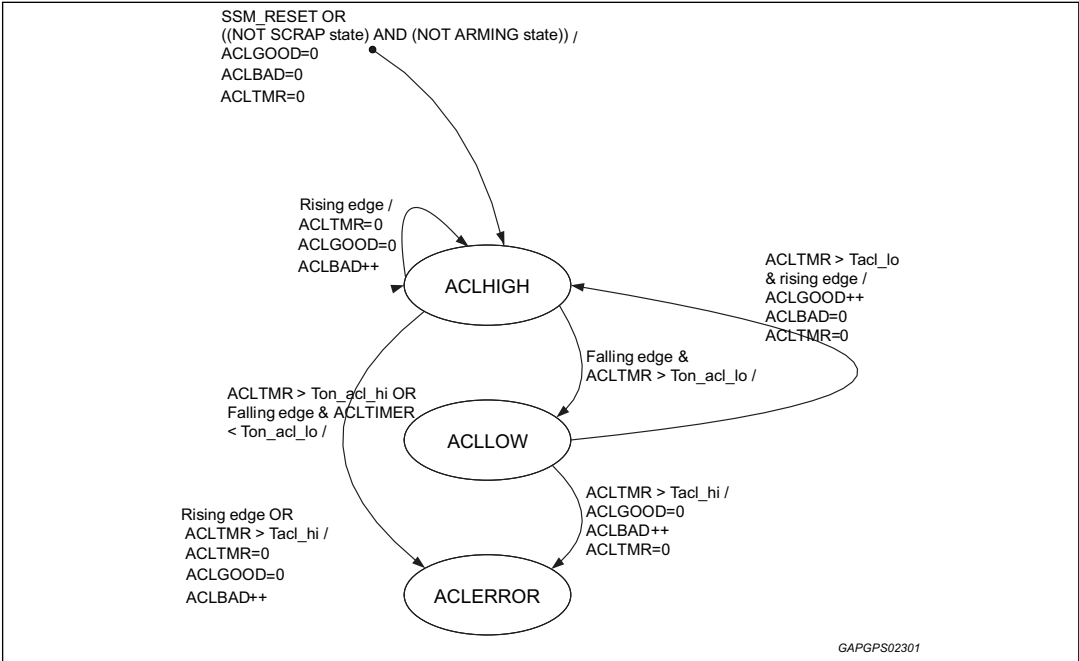 SSM_RESET OR
((NOT SCRAP state) AND (NOT ARMING state)) /
ACLGOOD=0
ACLBAD=0
ACLTMR=0
Rising edge /
ACLTMR=0
ACLGOOD=0
ACLBAD++
ACLHIGH
ACLTMR > Tacl_lo
& rising edge /
ACLGOOD++
ACLBAD=0
ACLTMR=0
Falling edge &
ACLTMR > Ton_acl_lo /
ACLTMR > Ton_acl_hi OR
Falling edge & ACLTIMER
< Ton_acl_lo /
ACLLOW
ACLTMR > Tacl_hi /
ACLGOOD=0
ACLBAD++
ACLTMR=0
Rising edge OR
ACLTMR > Tacl_hi /
ACLTMR=0
ACLGOOD=0
ACLBAD++
ACLERROR
GAPGPS02301